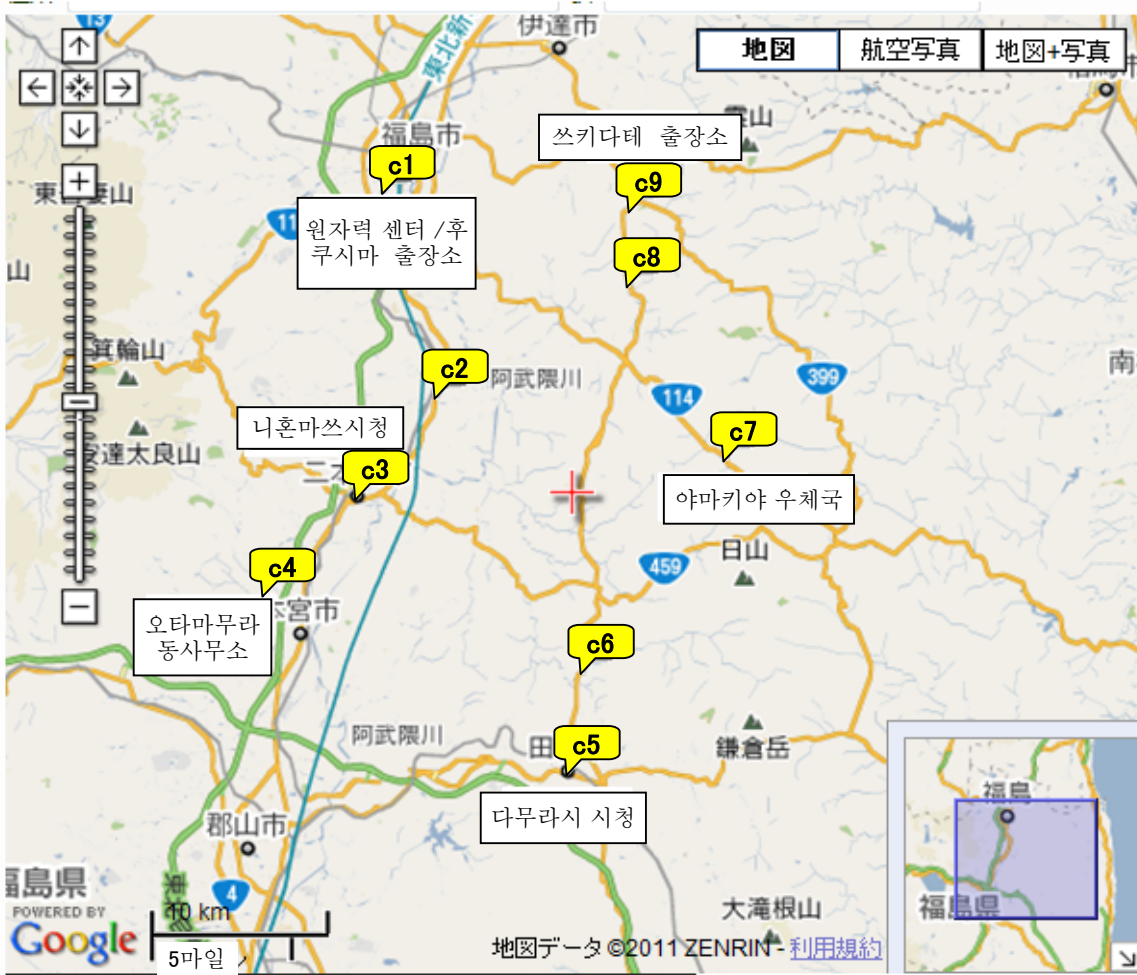 13
伊達市
東北新
地図
航空写真
地図+写真
福島市
쓰키다테 출장소
霊山
c1
c9
원자력 센터 /후
쿠시마 출장소
c8
山
箕輪山
c2
阿武隈川
399
南
114
니혼마쓰시청
c7
安達太良山
c3
야마키야 우체국
日山
459
c4
오타마무라
동사무소
宮市
c6
阿武隈川
田
c5
鎌倉岳
다무라시 시청
福島
郡山市
福島県
4
大滝根山
福島県
POWERED BY
Google
10 km
5마일
地図データ ©2011 ZENRIN - 利用規約